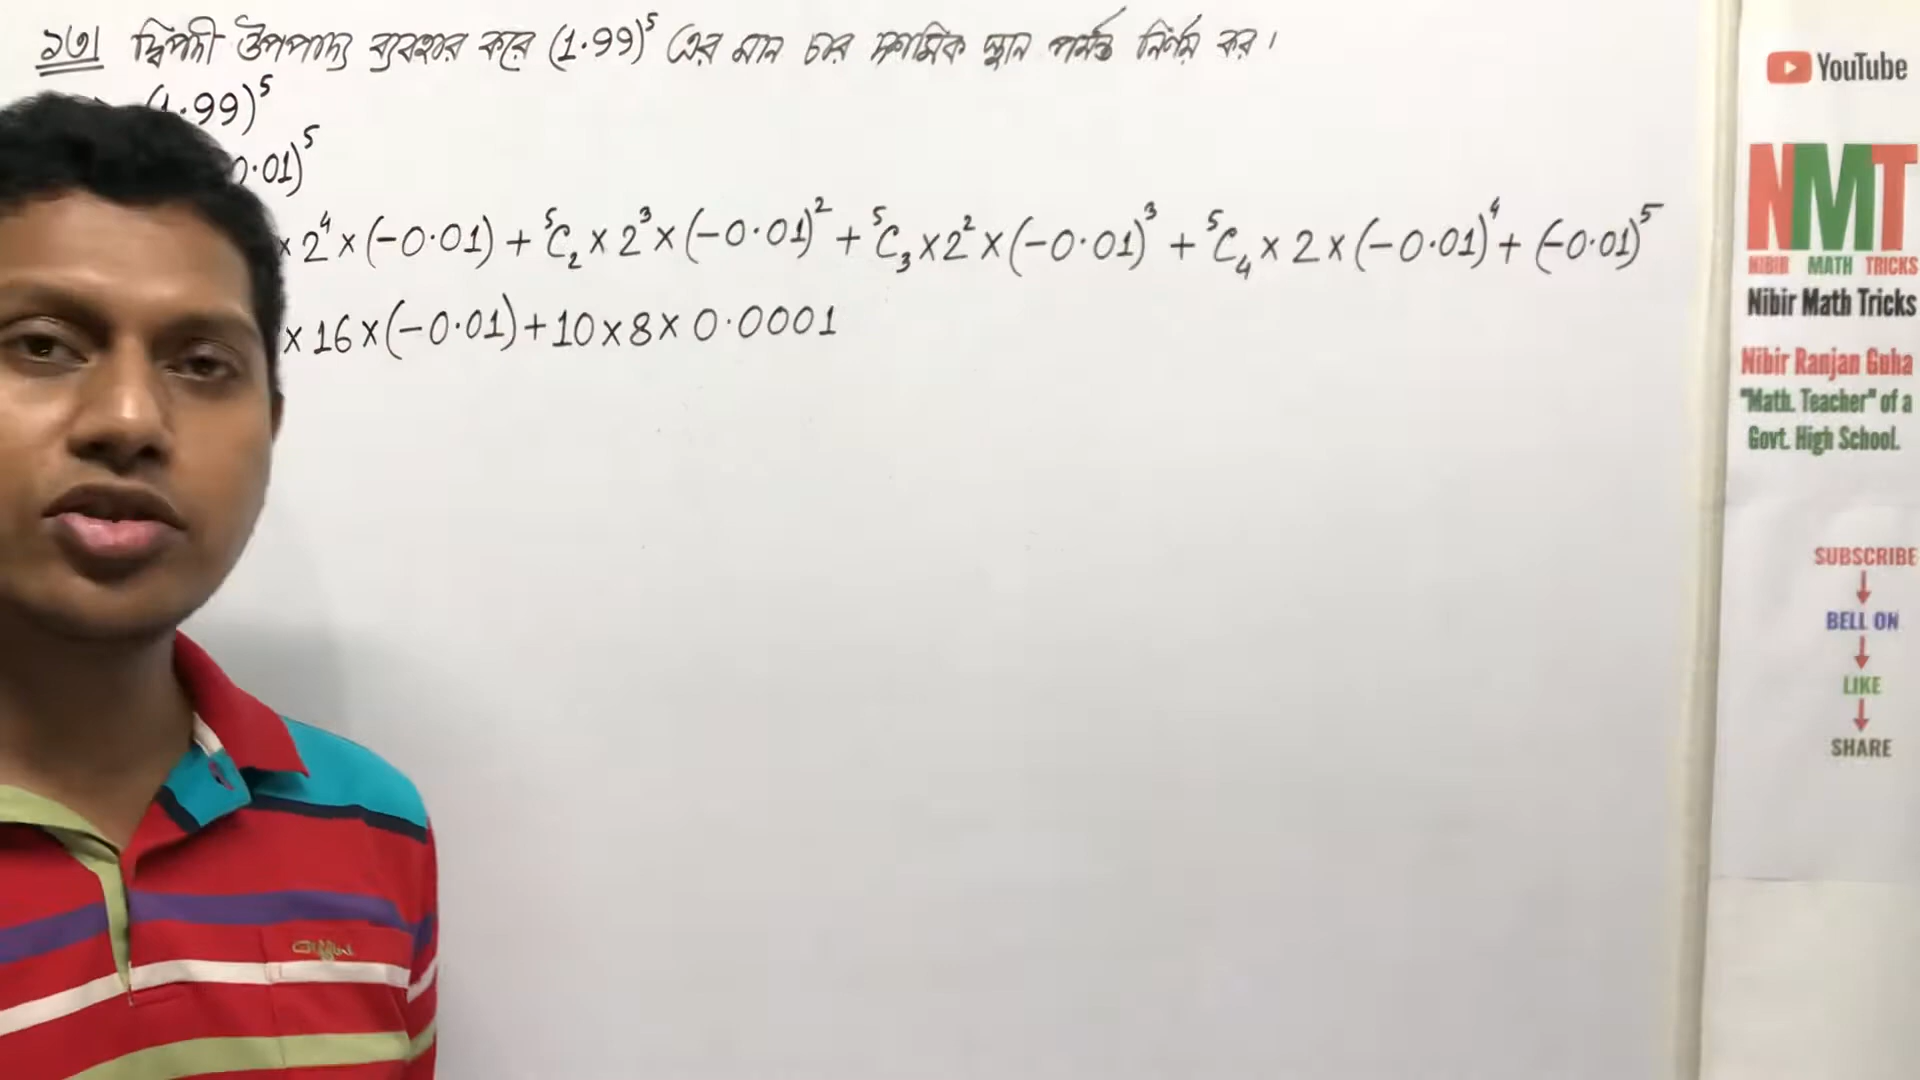 ১৩। দ্বিপদী উপপাদ্য ব্যবহার করে (1·99)⁵ এর মান চার দশমিক স্থান পর্যন্ত নির্ণয় কর।
(1·99)⁵
0·01)⁵
× 2⁴ × (−0·01) + ⁵C₂ × 2³ × (−0·01)² + ⁵C₃ × 2² × (−0·01)³ + ⁵C₄ × 2 × (−0·01)⁴ + (−0·01)⁵
× 16 × (−0·01) + 10 × 8 × 0·0001
YouTube
NMT
NIBIR MATH TRICKS
Nibir Math Tricks
Nibir Ranjan Guha
"Math. Teacher" of a
Govt. High School.
SUBSCRIBE
↓
BELL ON
↓
LIKE
↓
SHARE